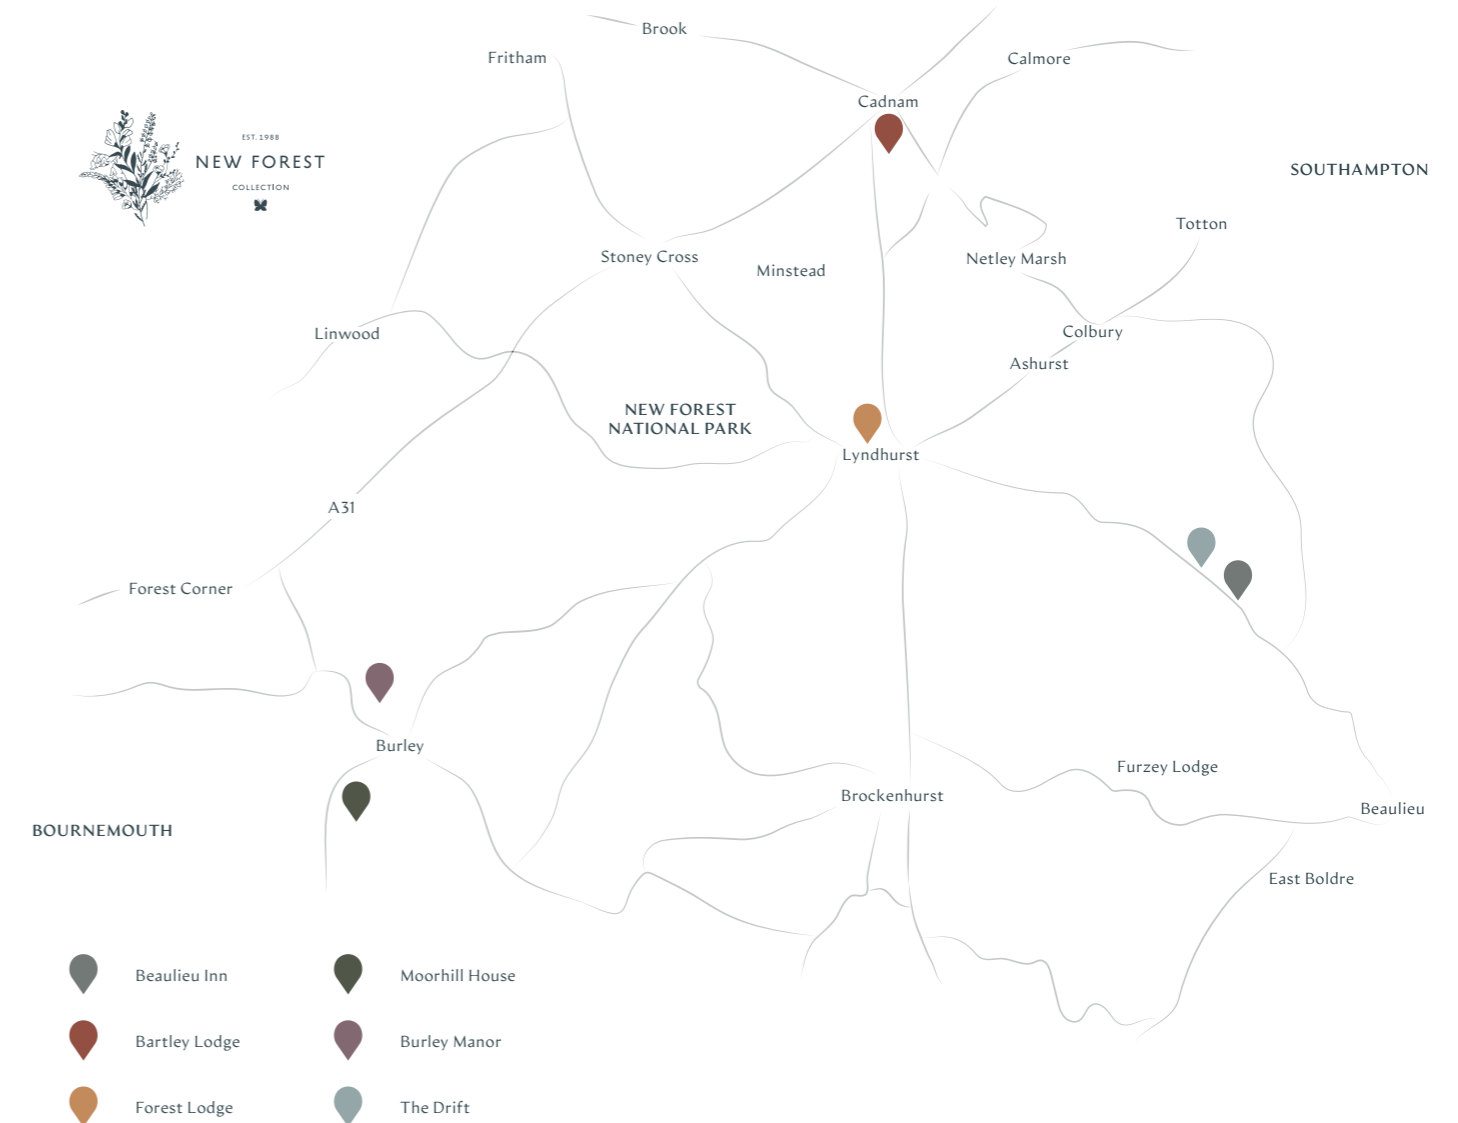 Brook
Fritham
Calmore
Cadnam
EST. 1988
NEW FOREST
COLLECTION
SOUTHAMPTON
Totton
Stoney Cross
Minstead
Netley Marsh
Linwood
Colbury
Ashurst
NEW FOREST
NATIONAL PARK
Lyndhurst
A31
Forest Corner
Burley
Furzey Lodge
Brockenhurst
Beaulieu
BOURNEMOUTH
East Boldre
Beaulieu Inn
Moorhill House
Bartley Lodge
Burley Manor
Forest Lodge
The Drift